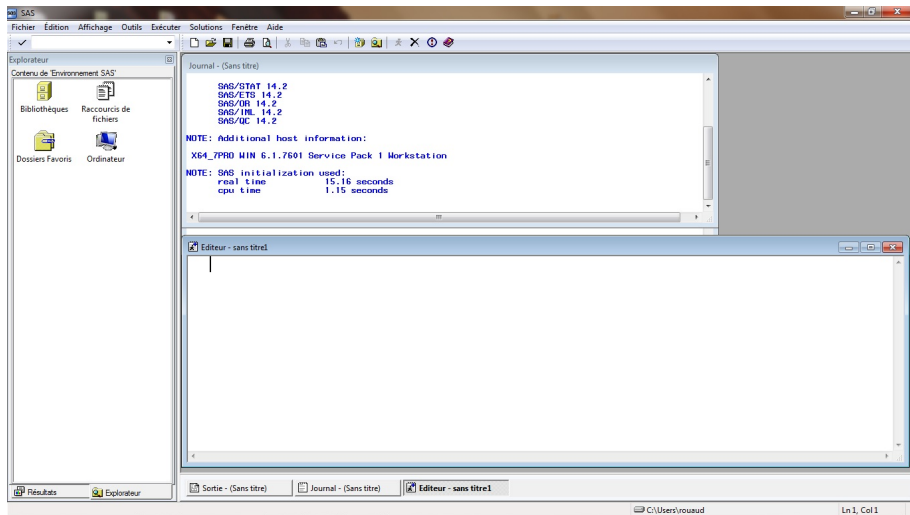 SAS
Fichier Édition Affichage Outils Exécuter Solutions Fenêtre Aide
Explorateur
Contenu de 'Environnement SAS'
Bibliothèques
Raccourcis de
fichiers
Dossiers Favoris
Ordinateur
Journal - (Sans titre)
SAS/STAT 14.2
SAS/ETS 14.2
SAS/OR 14.2
SAS/IML 14.2
SAS/QC 14.2
NOTE: Additional host information:
X64_7PRO WIN 6.1.7601 Service Pack 1 Workstation
NOTE: SAS initialization used:
real time 15.16 seconds
cpu time 1.15 seconds
Editeur - sans titre1
Résultats
Explorateur
Sortie - (Sans titre)
Journal - (Sans titre)
Editeur - sans titre1
C:\Users\rouaud
Ln 1, Col 1